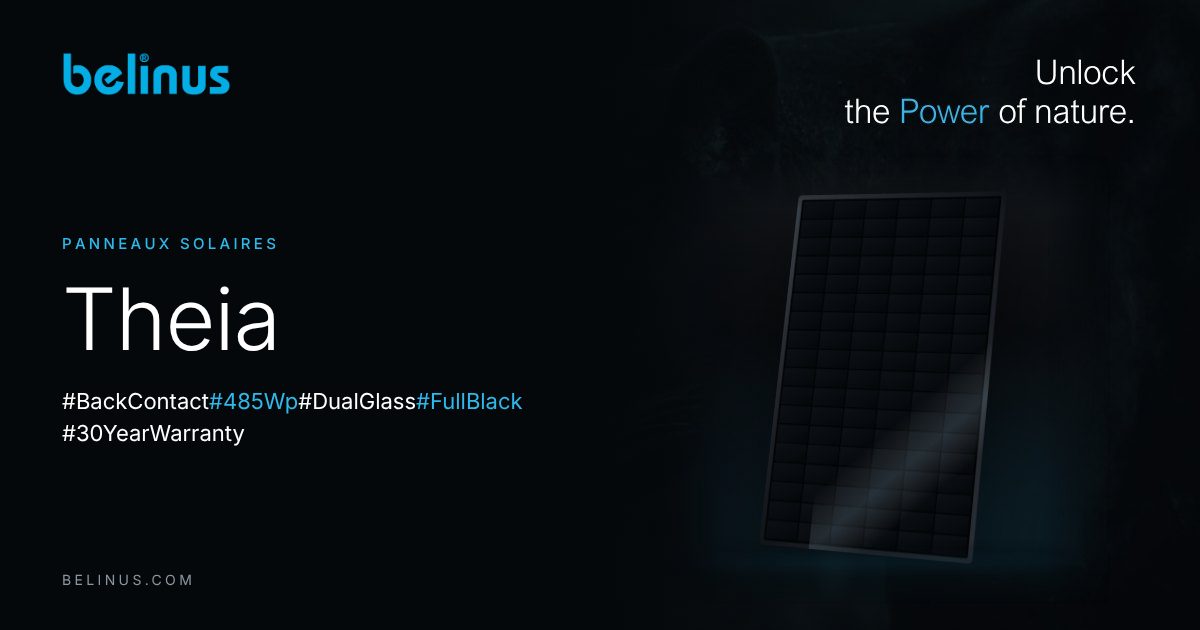 belinus®
Unlock
the Power of nature.
PANNEAUX SOLAIRES
Theia
#BackContact#485Wp#DualGlass#FullBlack
#30YearWarranty
BELINUS.COM